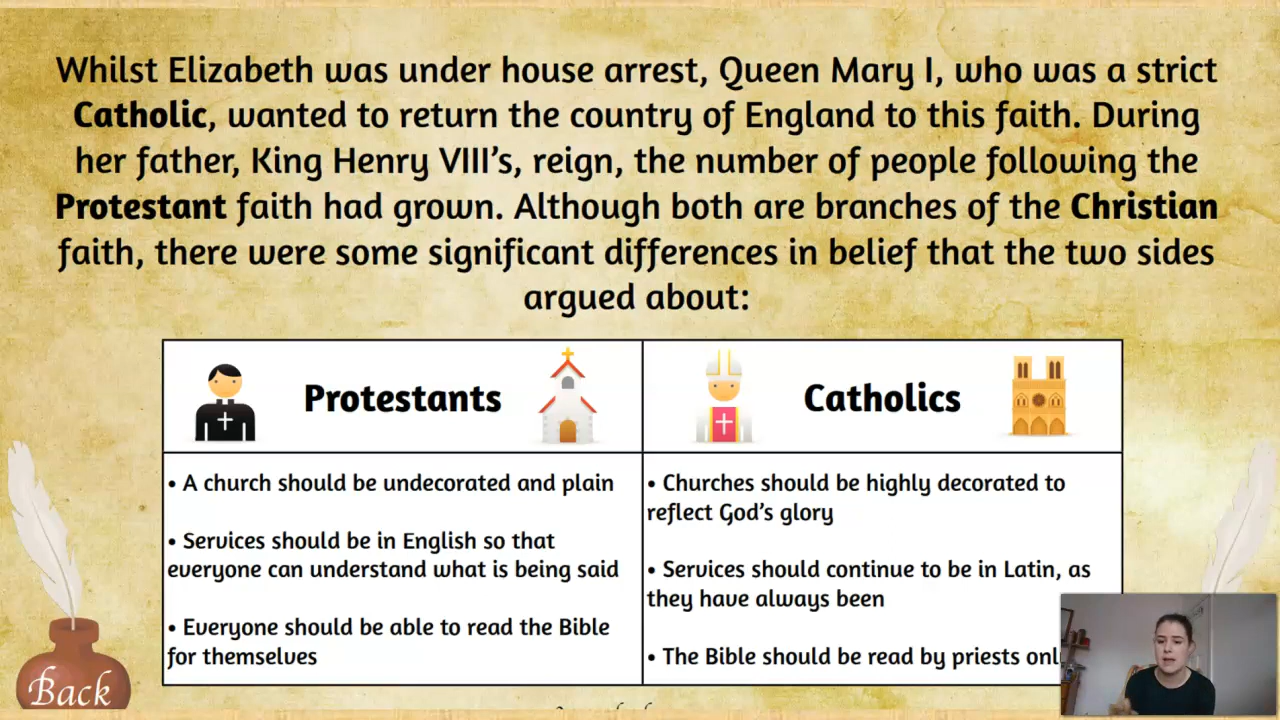 Whilst Elizabeth was under house arrest, Queen Mary I, who was a strict
Catholic, wanted to return the country of England to this faith. During
her father, King Henry VIII’s, reign, the number of people following the
Protestant faith had grown. Although both are branches of the Christian
faith, there were some significant differences in belief that the two sides
argued about:
Protestants
• A church should be undecorated and plain
• Services should be in English so that
everyone can understand what is being said
• Everyone should be able to read the Bible
for themselves
Catholics
• Churches should be highly decorated to
reflect God’s glory
• Services should continue to be in Latin, as
they have always been
• The Bible should be read by priests
Back